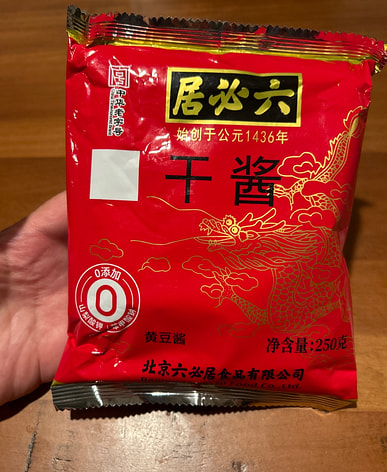 中华老字号
居必六
始创于公元1436年
干酱
0添加
0
黄豆酱
净含量:250克
北京六必居食品有限公司